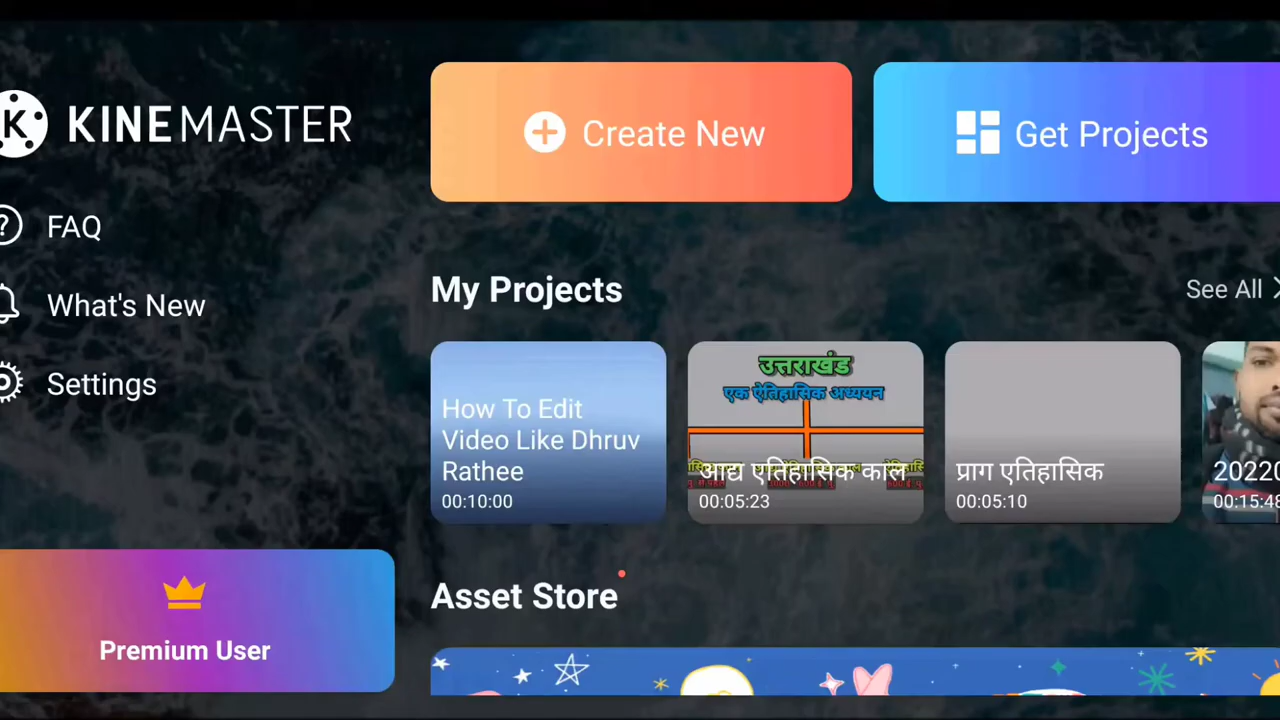 KINEMASTER
FAQ
What's New
Settings
Premium User
Create New
Get Projects
My Projects
See All
How To Edit
Video Like Dhruv
Rathee
00:10:00
उत्तराखंड
एक ऐतिहासिक अध्ययन
आद्य एतिहासिक काल
00:05:23
प्राग एतिहासिक
00:05:10
20220
00:15:48
Asset Store